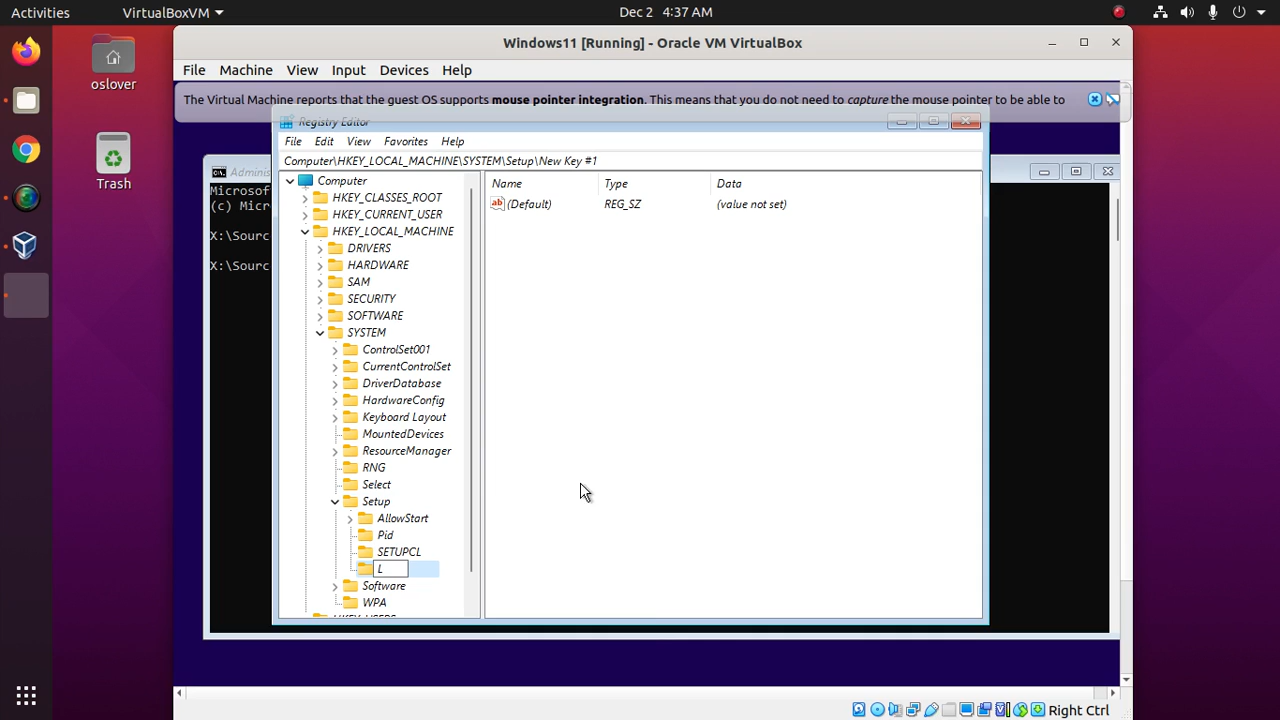 Activities
VirtualBoxVM
Dec 2 4:37 AM
oslover
Trash
Windows11 [Running] - Oracle VM VirtualBox
File Machine View Input Devices Help
The Virtual Machine reports that the guest OS supports mouse pointer integration. This means that you do not need to capture the mouse pointer to be able to
Registry Editor
File Edit View Favorites Help
Computer\HKEY_LOCAL_MACHINE\SYSTEM\Setup\New Key #1
Adminis
Microsof
(c) Micr
X:\Sourc
X:\Sourc
Computer
HKEY_CLASSES_ROOT
HKEY_CURRENT_USER
HKEY_LOCAL_MACHINE
DRIVERS
HARDWARE
SAM
SECURITY
SOFTWARE
SYSTEM
ControlSet001
CurrentControlSet
DriverDatabase
HardwareConfig
Keyboard Layout
MountedDevices
ResourceManager
RNG
Select
Setup
AllowStart
Pid
SETUPCL
L
Software
WPA
HKEY_USERS
Name Type Data
(Default) REG_SZ (value not set)
Right Ctrl